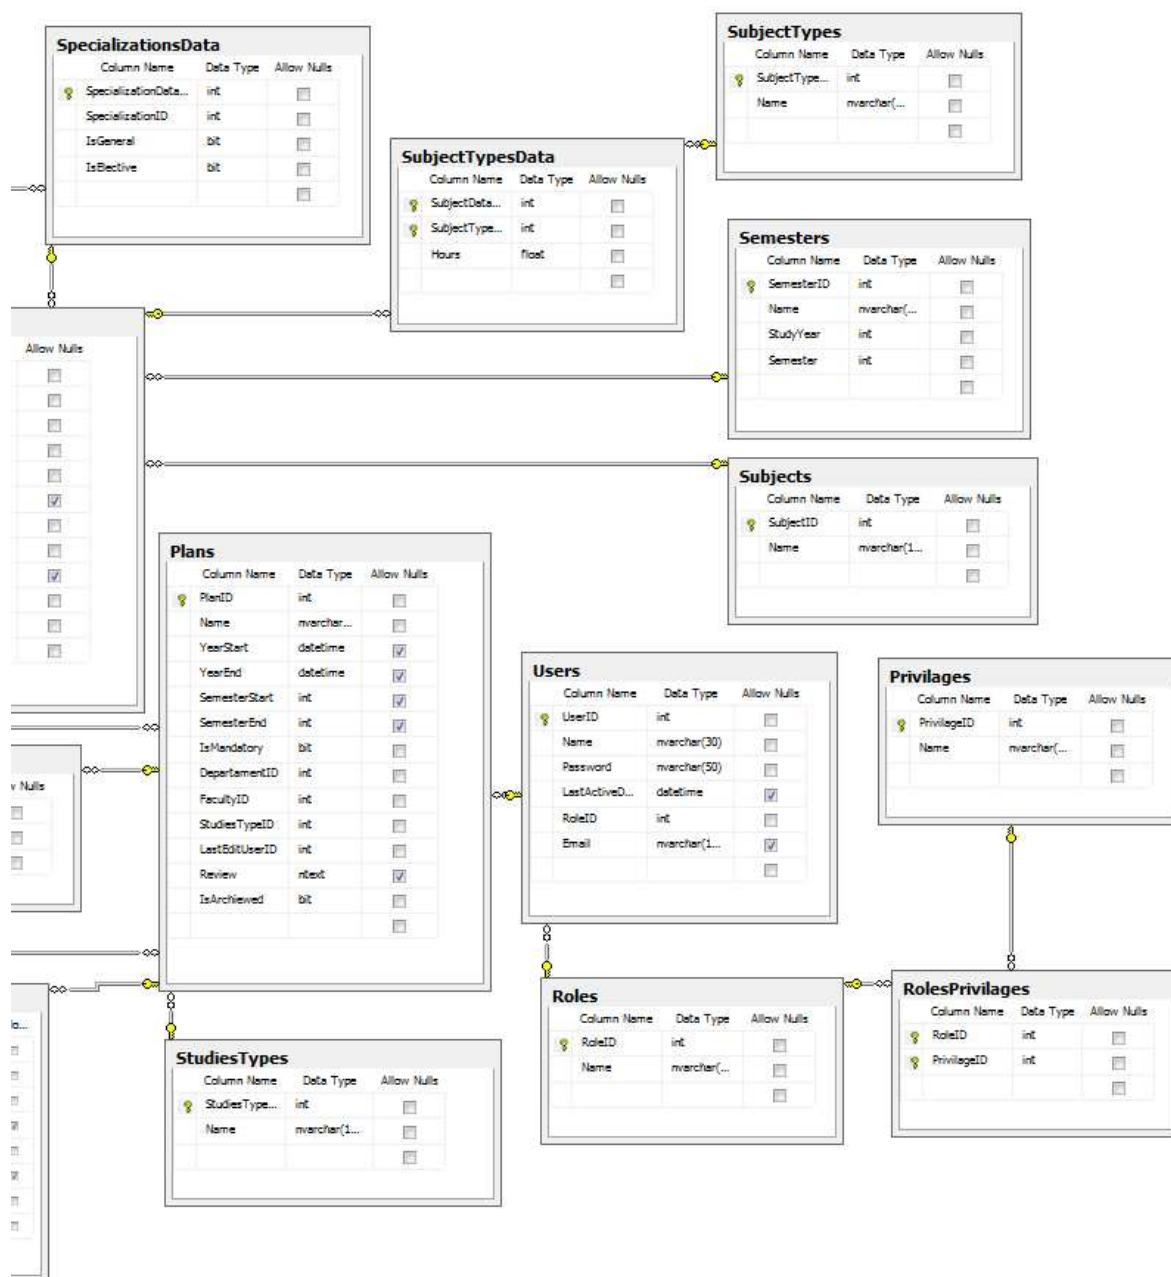 SpecializationsData
Column Name Data Type Allow Nulls
SpecializationData... int
SpecializationID int
IsGeneral bit
IsElective bit
SubjectTypes
Column Name Data Type Allow Nulls
SubjectType... int
Name nvarchar(...
SubjectTypesData
Column Name Data Type Allow Nulls
SubjectData... int
SubjectType... int
Hours float
Semesters
Column Name Data Type Allow Nulls
SemesterID int
Name nvarchar(...
StudyYear int
Semester int
Allow Nulls
Subjects
Column Name Data Type Allow Nulls
SubjectID int
Name nvarchar(1...
Plans
Column Name Data Type Allow Nulls
PlanID int
Name nvarchar...
YearStart datetime
YearEnd datetime
SemesterStart int
SemesterEnd int
IsMandatory bit
DepartamentID int
FacultyID int
StudiesTypeID int
LastEditUserID int
Review ntext
IsArchiewed bit
w Nulls
Users
Column Name Data Type Allow Nulls
UserID int
Name nvarchar(30)
Password nvarchar(50)
LastActiveD... datetime
RoleID int
Email nvarchar(1...
Privilages
Column Name Data Type Allow Nulls
PrivilageID int
Name nvarchar(...
Roles
Column Name Data Type Allow Nulls
RoleID int
Name nvarchar(...
RolesPrivilages
Column Name Data Type Allow Nulls
RoleID int
PrivilageID int
StudiesTypes
Column Name Data Type Allow Nulls
StudiesType... int
Name nvarchar(1...